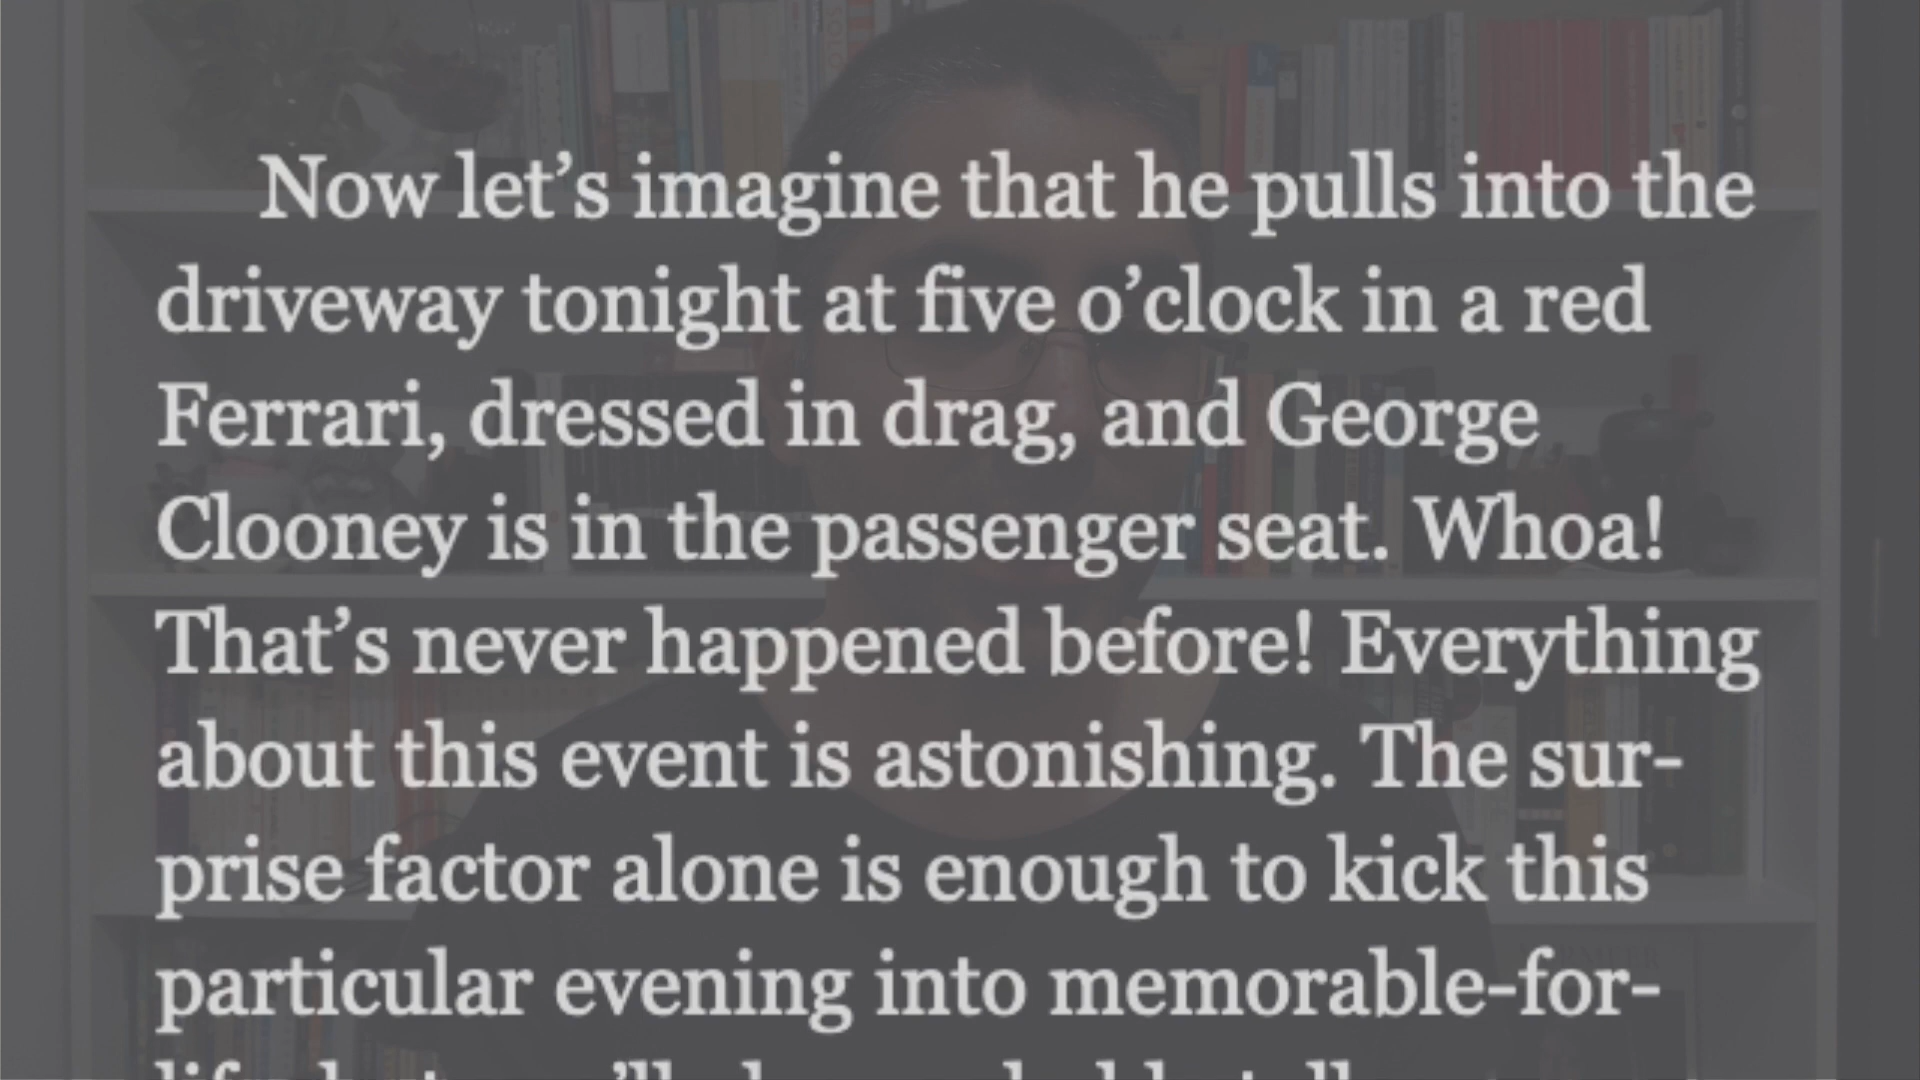 Now let’s imagine that he pulls into the
driveway tonight at five o’clock in a red
Ferrari, dressed in drag, and George
Clooney is in the passenger seat. Whoa!
That’s never happened before! Everything
about this event is astonishing. The sur-
prise factor alone is enough to kick this
particular evening into memorable-for-